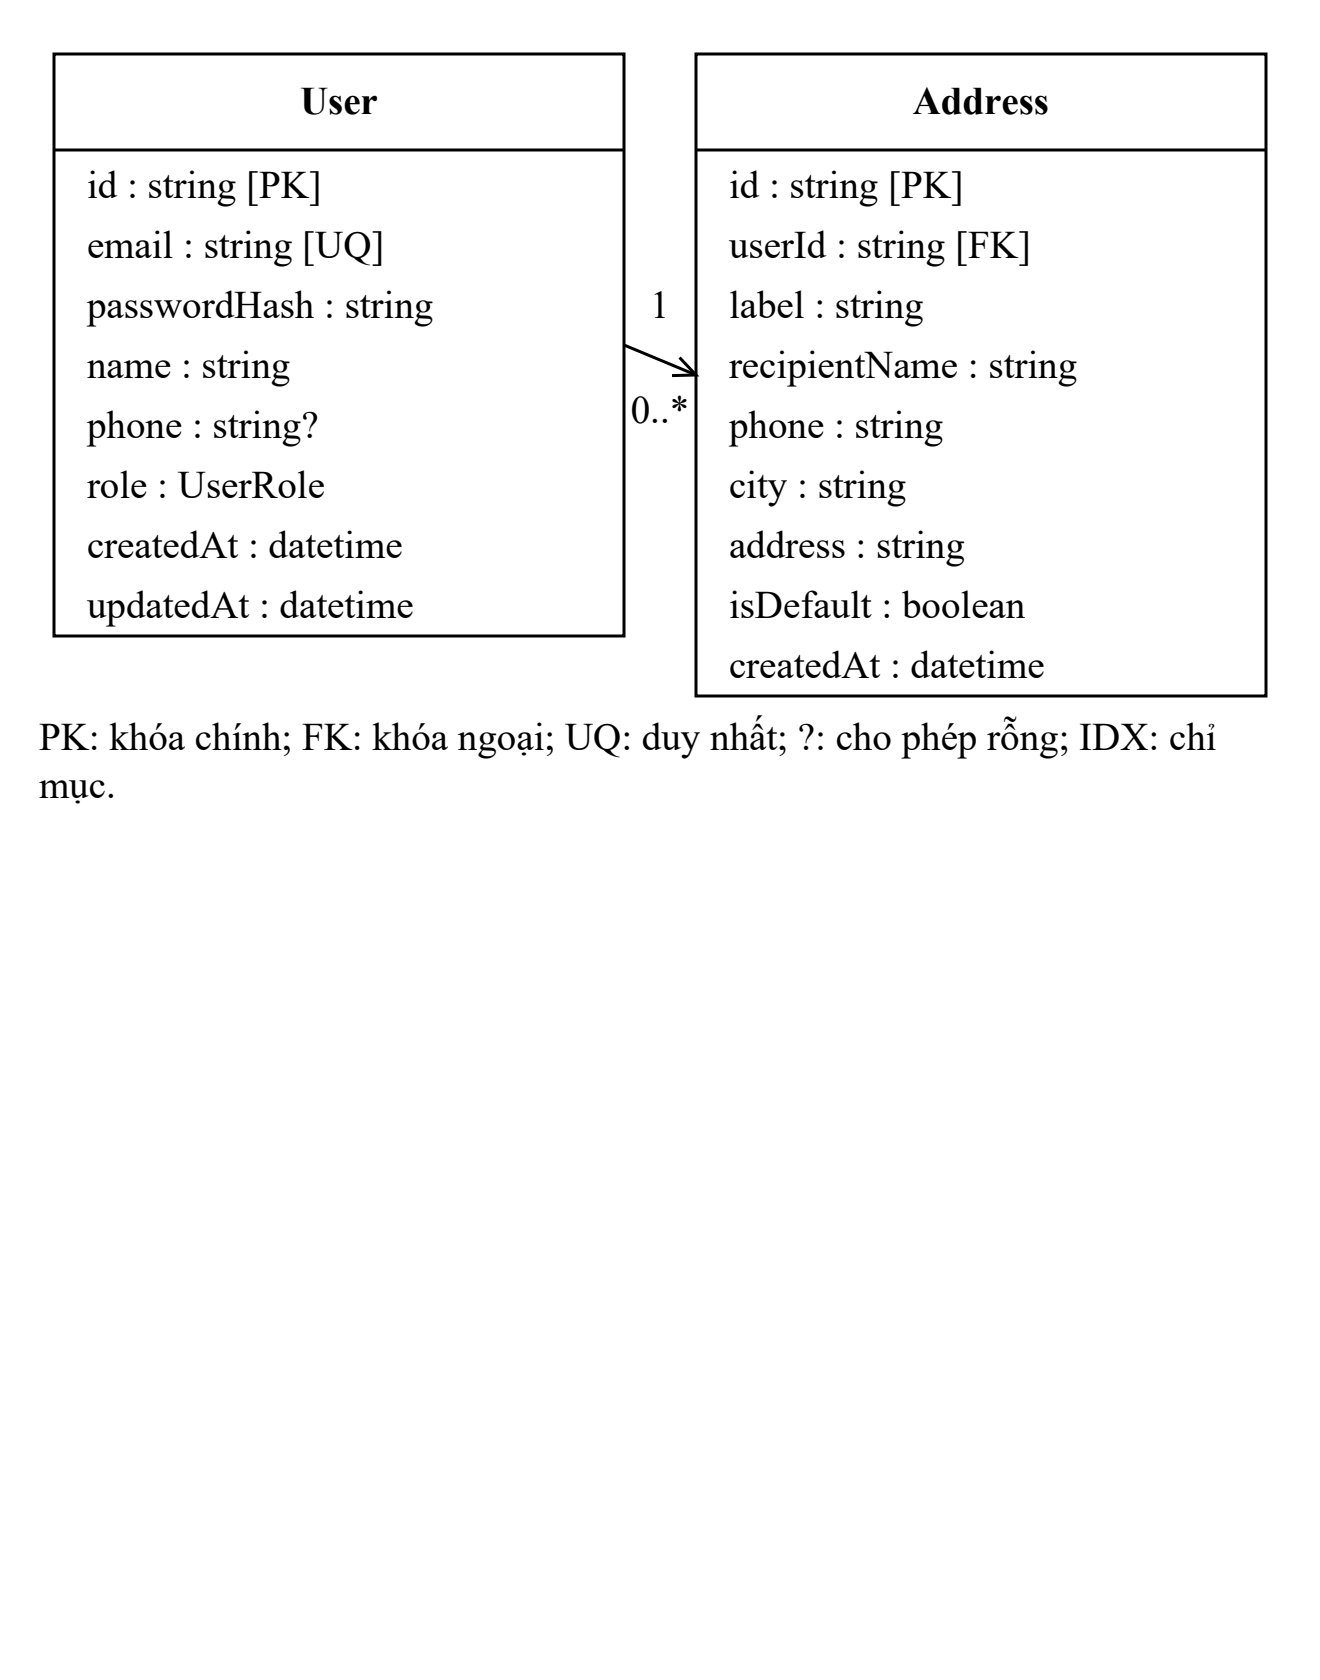 User
id : string [PK]
email : string [UQ]
passwordHash : string
name : string
phone : string?
role : UserRole
createdAt : datetime
updatedAt : datetime
1
0..*
Address
id : string [PK]
userId : string [FK]
label : string
recipientName : string
phone : string
city : string
address : string
isDefault : boolean
createdAt : datetime
PK: khóa chính; FK: khóa ngoại; UQ: duy nhất; ?: cho phép rỗng; IDX: chỉ
mục.